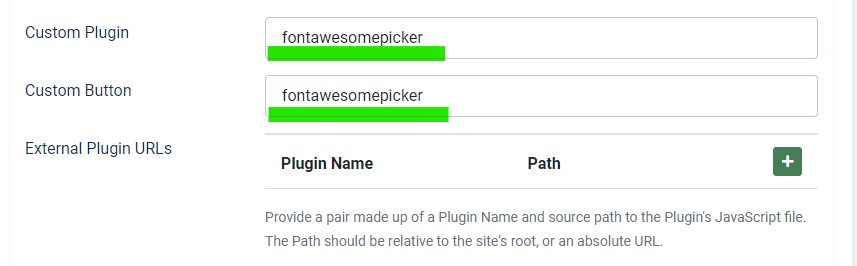 Custom Plugin
fontawesomepicker
Custom Button
fontawesomepicker
External Plugin URLs
Plugin Name Path +
Provide a pair made up of a Plugin Name and source path to the Plugin's JavaScript file.
The Path should be relative to the site's root, or an absolute URL.